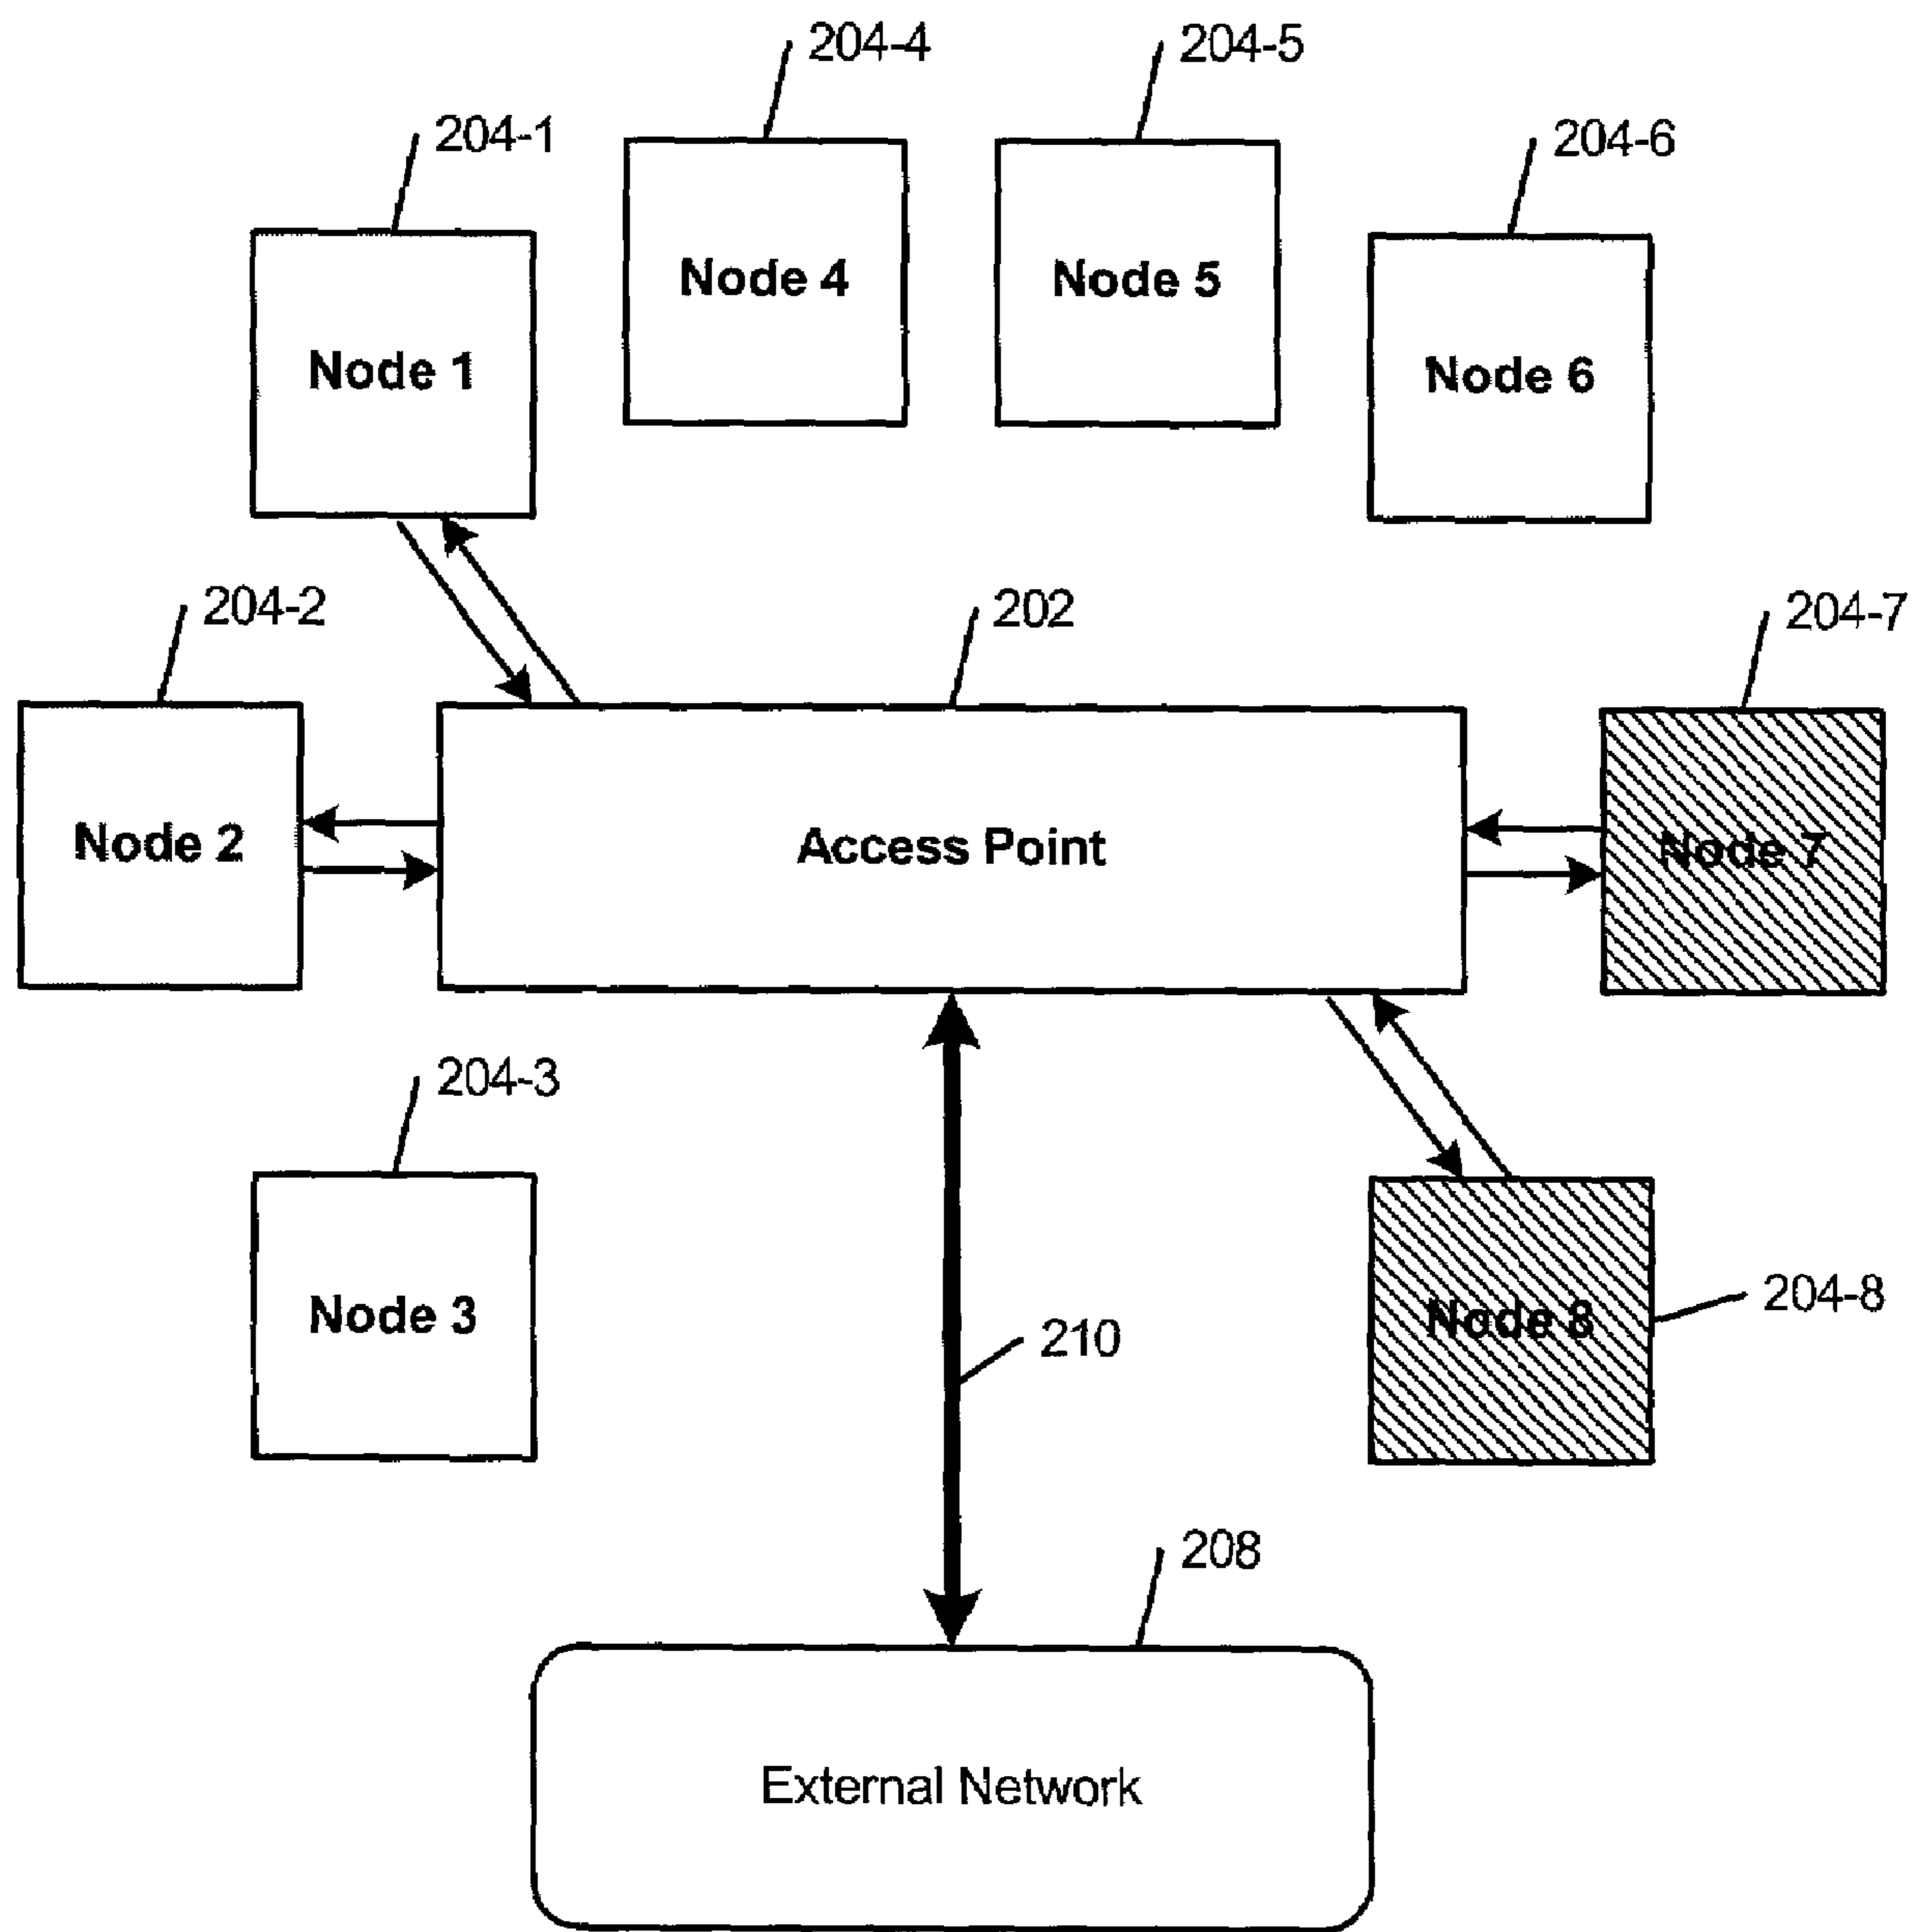 204-4
204-5
204-1
204-6
Node 4
Node 5
Node 1
Node 6
204-2
202
204-7
Node 2
Access Point
Node 7
204-3
204-8
Node 3
Node 8
210
208
External Network